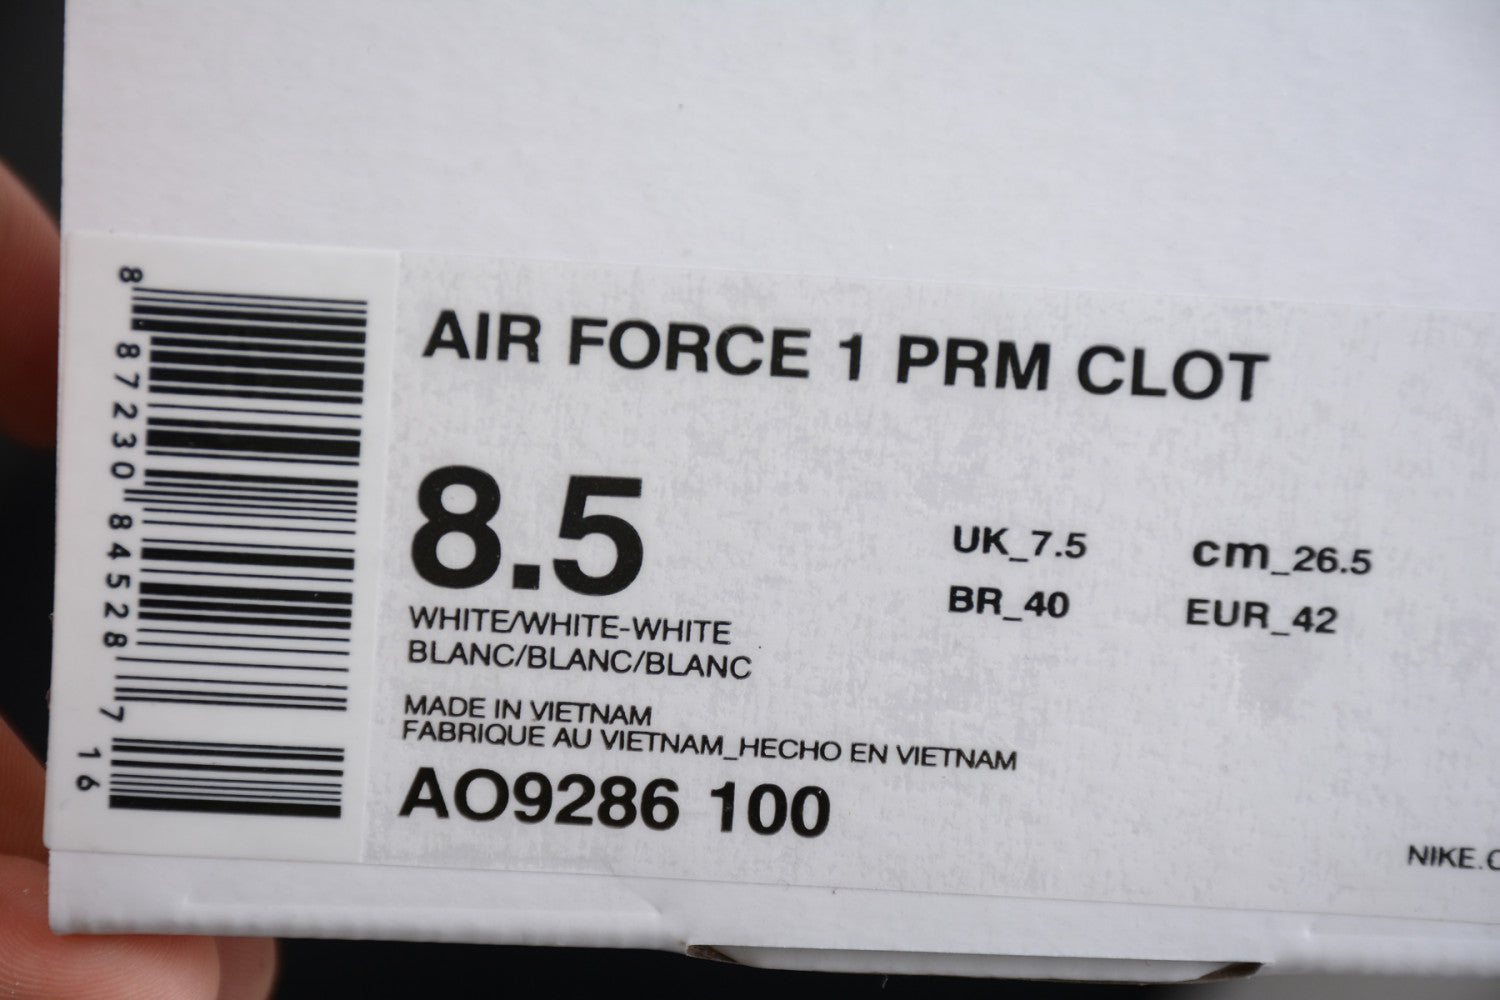 8 87230 84528 7
16
AIR FORCE 1 PRM CLOT
8.5
UK_7.5 cm_26.5
BR_40 EUR_42
WHITE/WHITE-WHITE
BLANC/BLANC/BLANC
MADE IN VIETNAM
FABRIQUE AU VIETNAM_HECHO EN VIETNAM
AO9286 100
NIKE.C